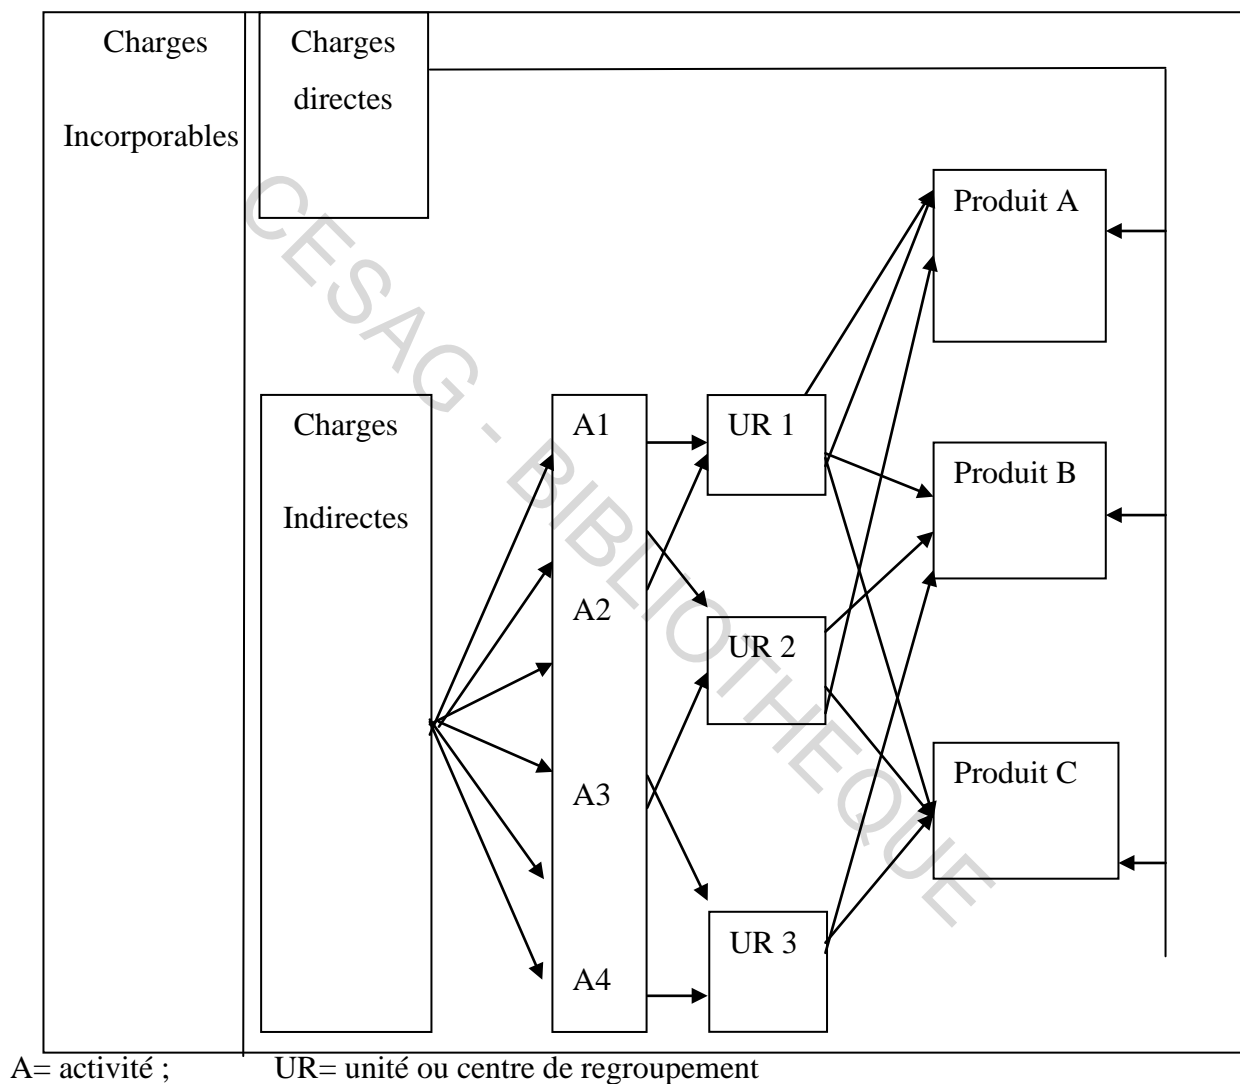 Charges
Incorporables
Charges
directes
Produit A
Charges
Indirectes
A1
A2
A3
A4
UR 1
UR 2
UR 3
Produit B
Produit C
CESAG - BIBLIOTHEQUE
A= activité ; UR= unité ou centre de regroupement